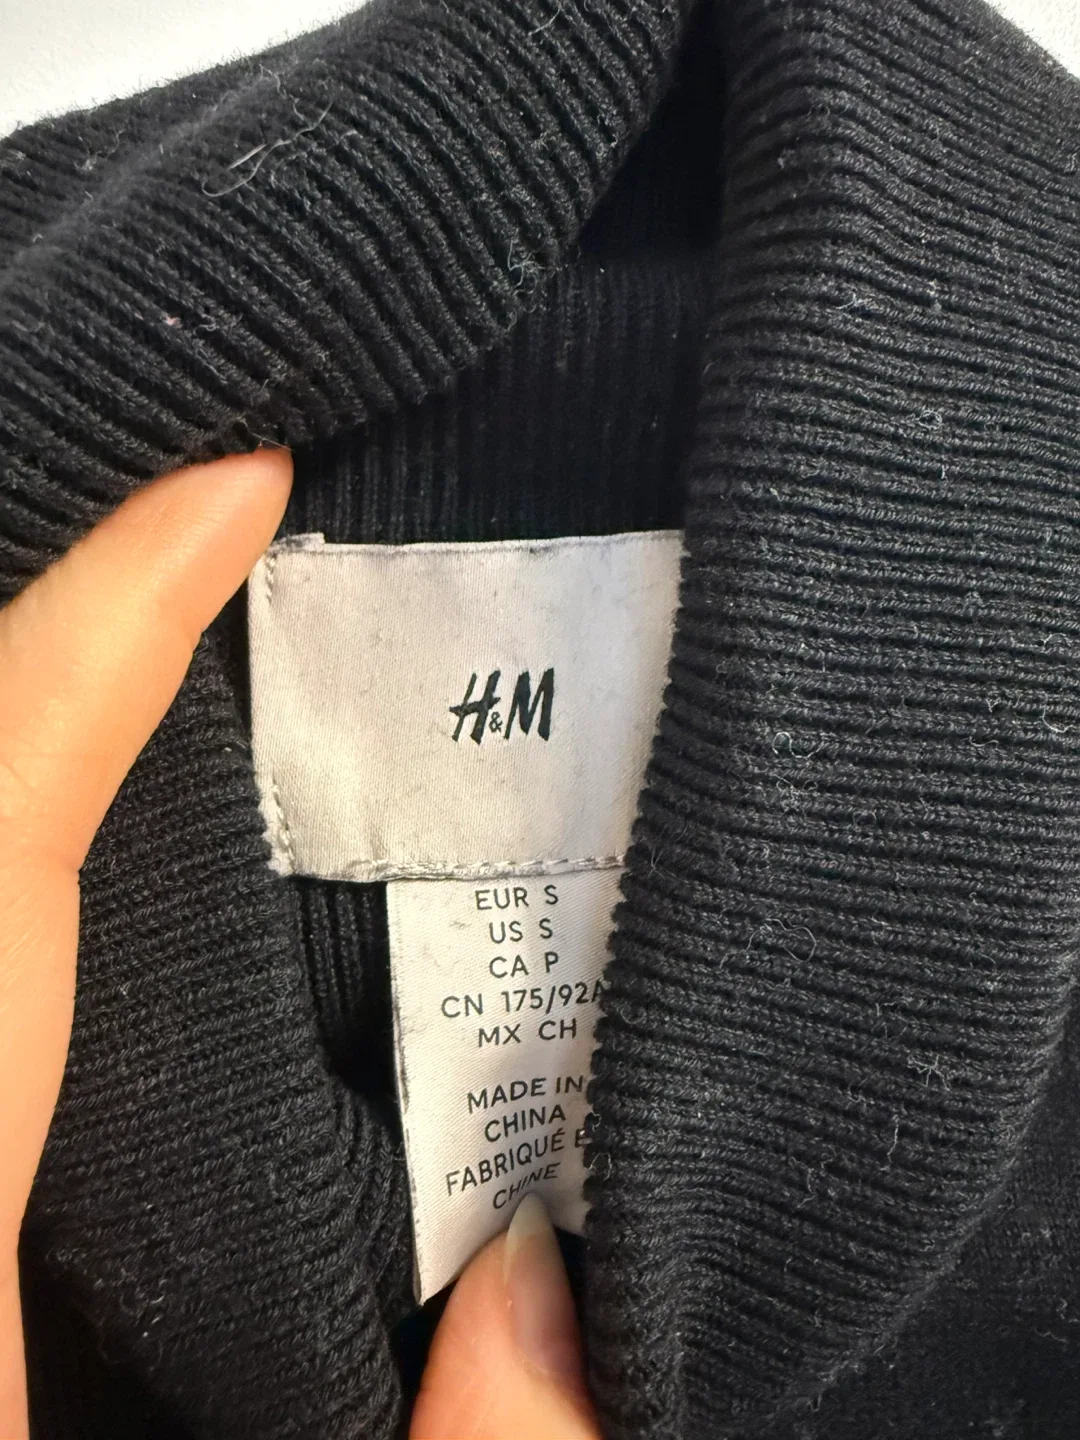 H&M
EUR S
US S
CA P
CN 175/92A
MX CH
MADE IN
CHINA
FABRIQUÉ E
CHINE